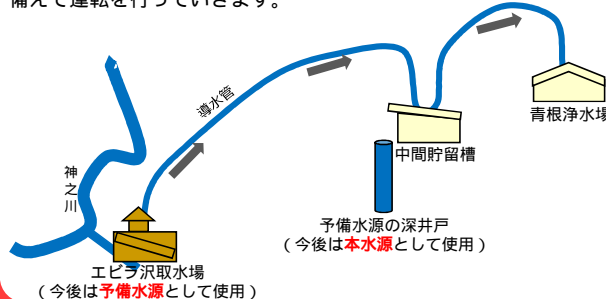 備えて運転を行っていきます。
導水管
青根浄水場
中間貯留槽
神之川
予備水源の深井戸
(今後は本水源として使用)
エビラ沢取水場
(今後は予備水源として使用)